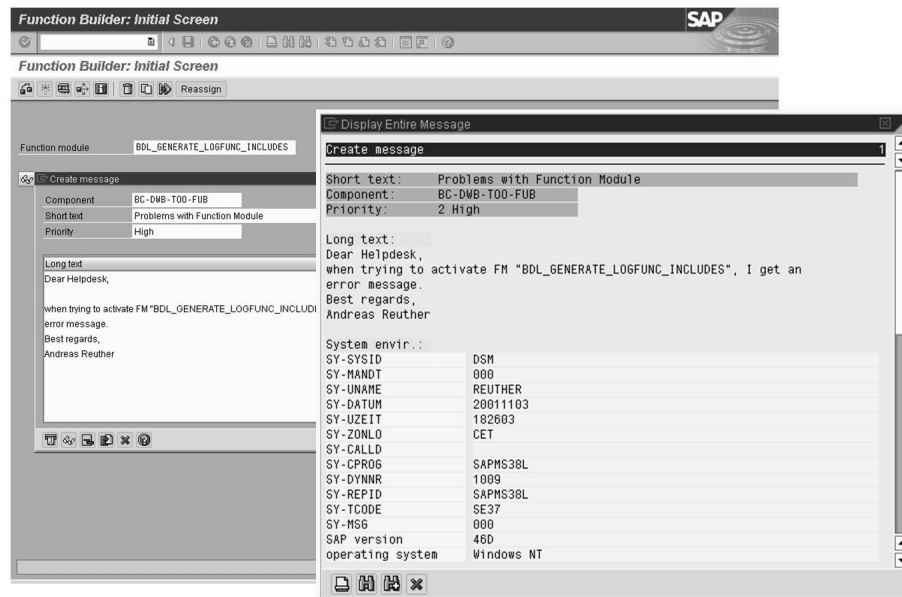 Function Builder: Initial Screen
SAP
Function Builder: Initial Screen
Reassign
Function module BDL_GENERATE_LOGFUNC_INCLUDES
Create message
Component BC-DWB-TOO-FUB
Short text Problems with Function Module
Priority High
Long text
Dear Helpdesk,
when trying to activate FM "BDL_GENERATE_LOGFUNC_INCLUDI
error message.
Best regards,
Andreas Reuther
Display Entire Message
Create message 1
Short text: Problems with Function Module
Component: BC-DWB-TOO-FUB
Priority: 2 High
Long text:
Dear Helpdesk,
when trying to activate FM "BDL_GENERATE_LOGFUNC_INCLUDES", I get an
error message.
Best regards,
Andreas Reuther
System envir.:
SY-SYSID DSM
SY-MANDT 000
SY-UNAME REUTHER
SY-DATUM 20011103
SY-UZEIT 182603
SY-ZONLO CET
SY-CALLD
SY-CPROG SAPMS38L
SY-DYNNR 1009
SY-REPID SAPMS38L
SY-TCODE SE37
SY-MSG 000
SAP version 46D
operating system Windows NT